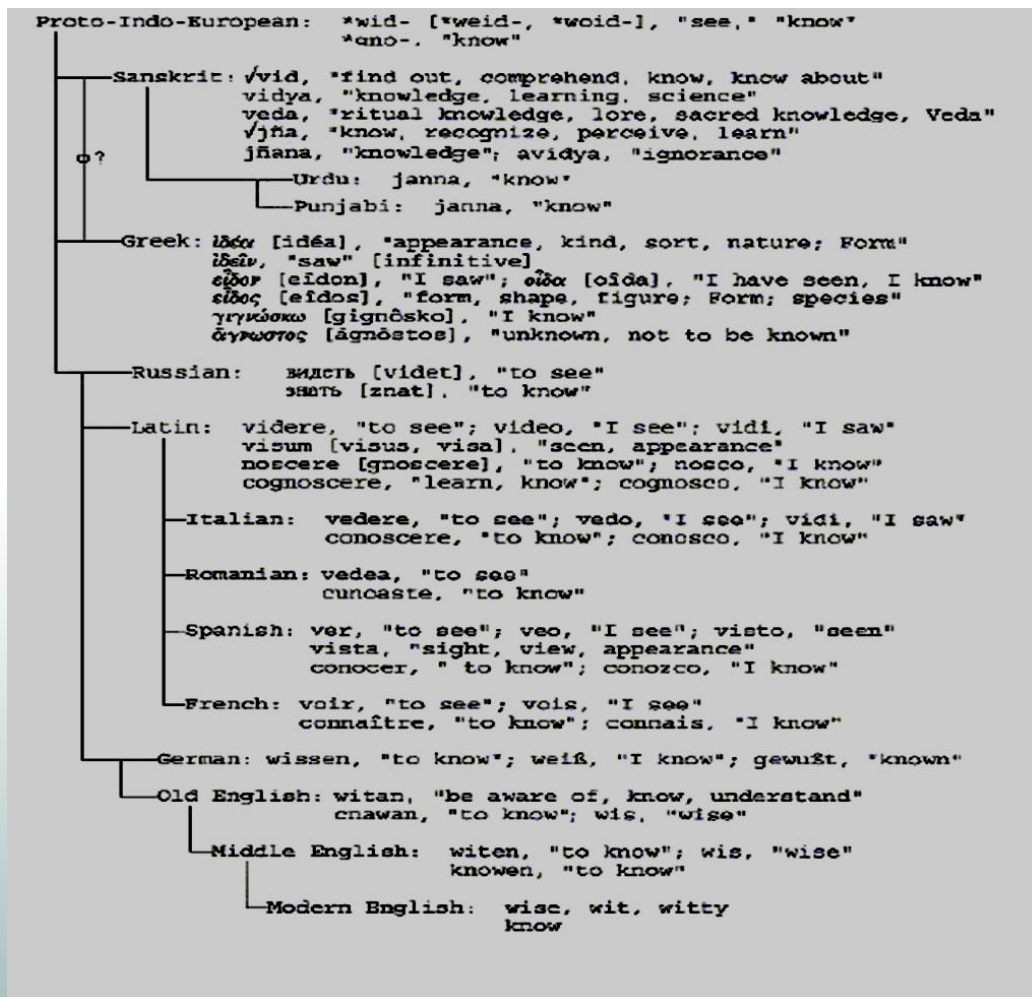 Proto-Indo-European: *wid- [*weid-, *woid-], "see," "know"
*gno-, "know"
Sanskrit: √vid, "find out, comprehend, know, know about"
vidya, "knowledge, learning, science"
veda, "ritual knowledge, lore, sacred knowledge, Veda"
√jña, "know, recognize, perceive, learn"
o?
jñana, "knowledge"; avidya, "ignorance"
Urdu: janna, "know"
Punjabi: janna, "know"
Greek: ἰδέα [idéa], "appearance, kind, sort, nature; Form"
ἰδεῖν, "saw" [infinitive]
εἶδον [eîdon], "I saw"; οἶδα [oîda], "I have seen, I know"
εἶδος [eîdos], "form, shape, figure; Form; species"
γιγνώσκω [gignôsko], "I know"
ἄγνωστος [ágnôstos], "unknown, not to be known"
Russian: видеть [videt], "to see"
знать [znat], "to know"
Latin: videre, "to see"; video, "I see"; vidi, "I saw"
visum [visus, visa], "seen, appearance"
noscere [gnoscere], "to know"; nosco, "I know"
cognoscere, "learn, know"; cognosco, "I know"
Italian: vedere, "to see"; vedo, "I see"; vidi, "I saw"
conoscere, "to know"; conosco, "I know"
Romanian: vedea, "to see"
cunoaste, "to know"
Spanish: ver, "to see"; veo, "I see"; visto, "seen"
vista, "sight, view, appearance"
conocer, " to know"; conozco, "I know"
French: voir, "to see"; vois, "I see"
connaître, "to know"; connais, "I know"
German: wissen, "to know"; weiß, "I know"; gewußt, "known"
Old English: witan, "be aware of, know, understand"
cnawan, "to know"; wis, "wise"
Middle English: witen, "to know"; wis, "wise"
knowen, "to know"
Modern English: wise, wit, witty
know